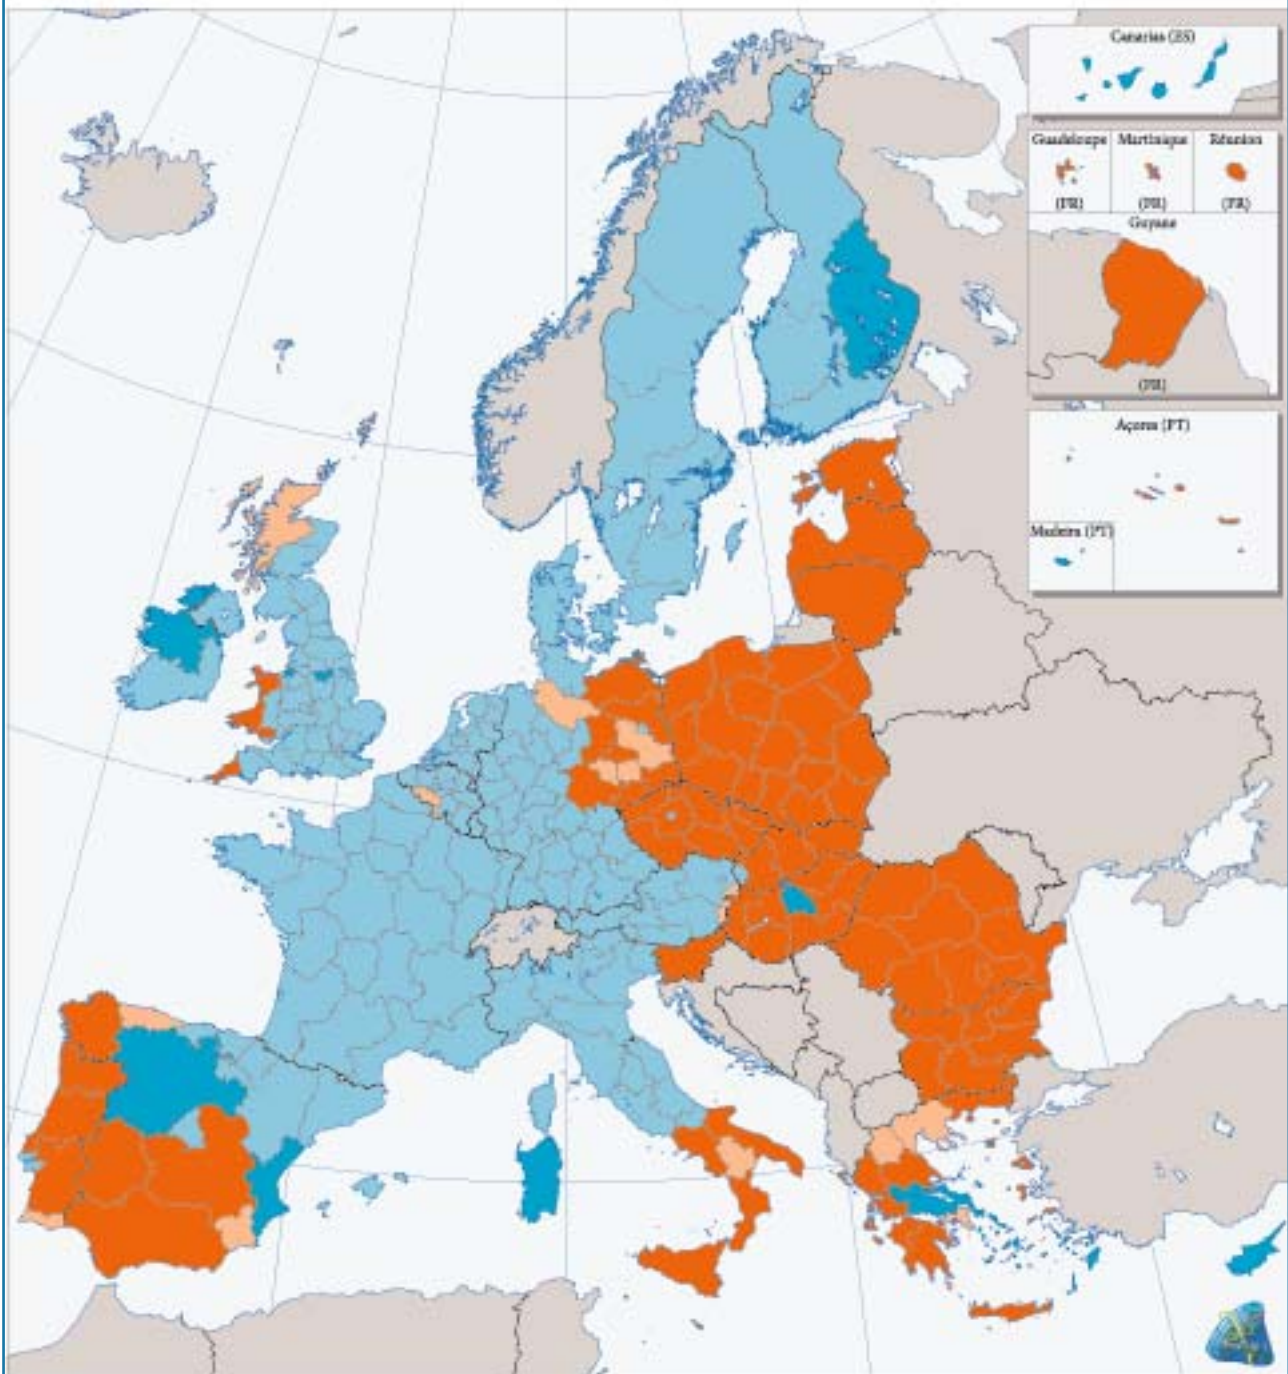 Canarias (ES)
Guadeloupe Martinique Réunion
(FR) (FR) (FR)
Guyane
(FR)
Açores (PT)
Madeira (PT)